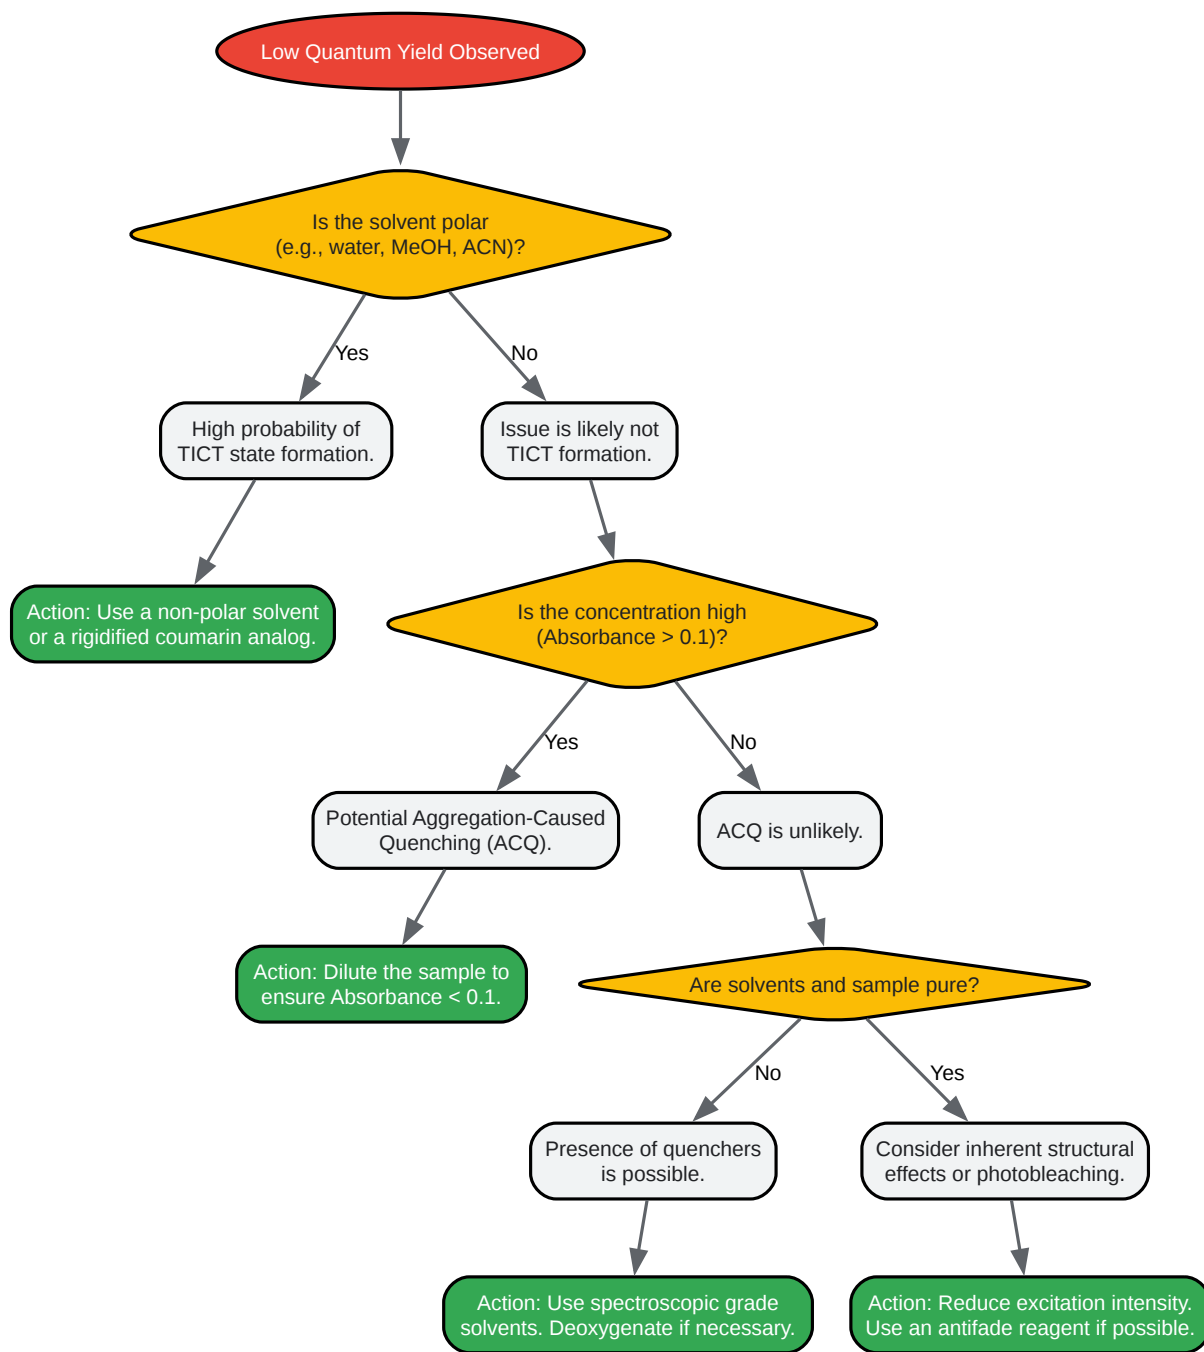 Low Quantum Yield Observed
Is the solvent polar
(e.g., water, MeOH, ACN)?
Yes
No
High probability of
TICT state formation.
Issue is likely not
TICT formation.
Action: Use a non-polar solvent
or a rigidified coumarin analog.
Is the concentration high
(Absorbance > 0.1)?
Yes
No
Potential Aggregation-Caused
Quenching (ACQ).
ACQ is unlikely.
Action: Dilute the sample to
ensure Absorbance < 0.1.
Are solvents and sample pure?
No
Yes
Presence of quenchers
is possible.
Consider inherent structural
effects or photobleaching.
Action: Use spectroscopic grade
solvents. Deoxygenate if necessary.
Action: Reduce excitation intensity.
Use an antifade reagent if possible.